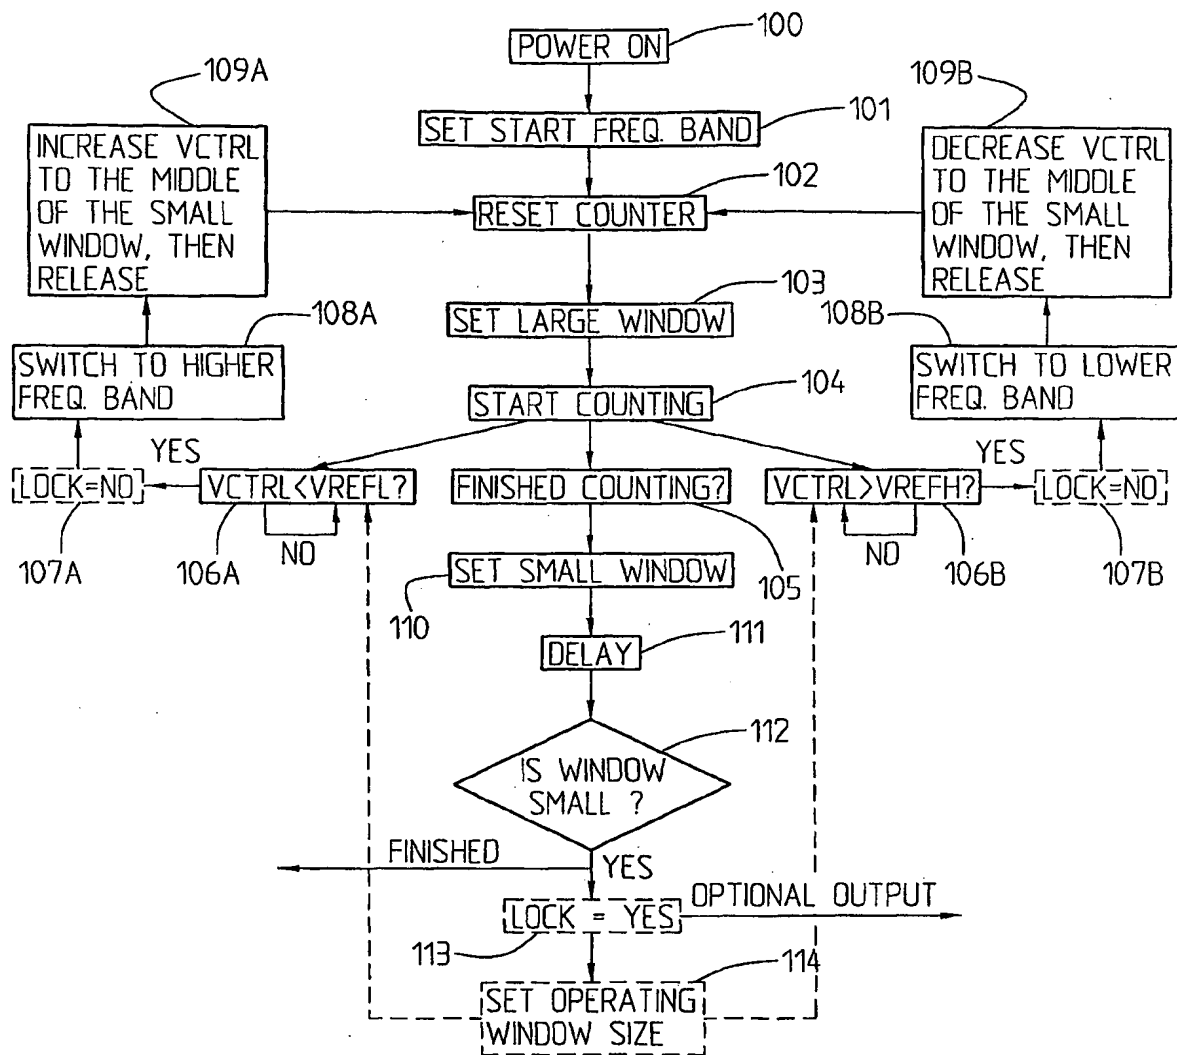 100
POWER ON
109A
109B
101
SET START FREQ. BAND
INCREASE VCTRL
TO THE MIDDLE
OF THE SMALL
WINDOW, THEN
RELEASE
DECREASE VCTRL
TO THE MIDDLE
OF THE SMALL
WINDOW, THEN
RELEASE
102
RESET COUNTER
103
SET LARGE WINDOW
108A
108B
SWITCH TO HIGHER
FREQ. BAND
SWITCH TO LOWER
FREQ. BAND
104
START COUNTING
YES
YES
LOCK=NO
VCTRL<VREFL?
FINISHED COUNTING?
VCTRL>VREFH?
LOCK=NO
NO
NO
107A
106A
105
106B
107B
SET SMALL WINDOW
110
111
DELAY
112
IS WINDOW
SMALL ?
FINISHED
YES
OPTIONAL OUTPUT
LOCK = YES
113
114
SET OPERATING
WINDOW SIZE